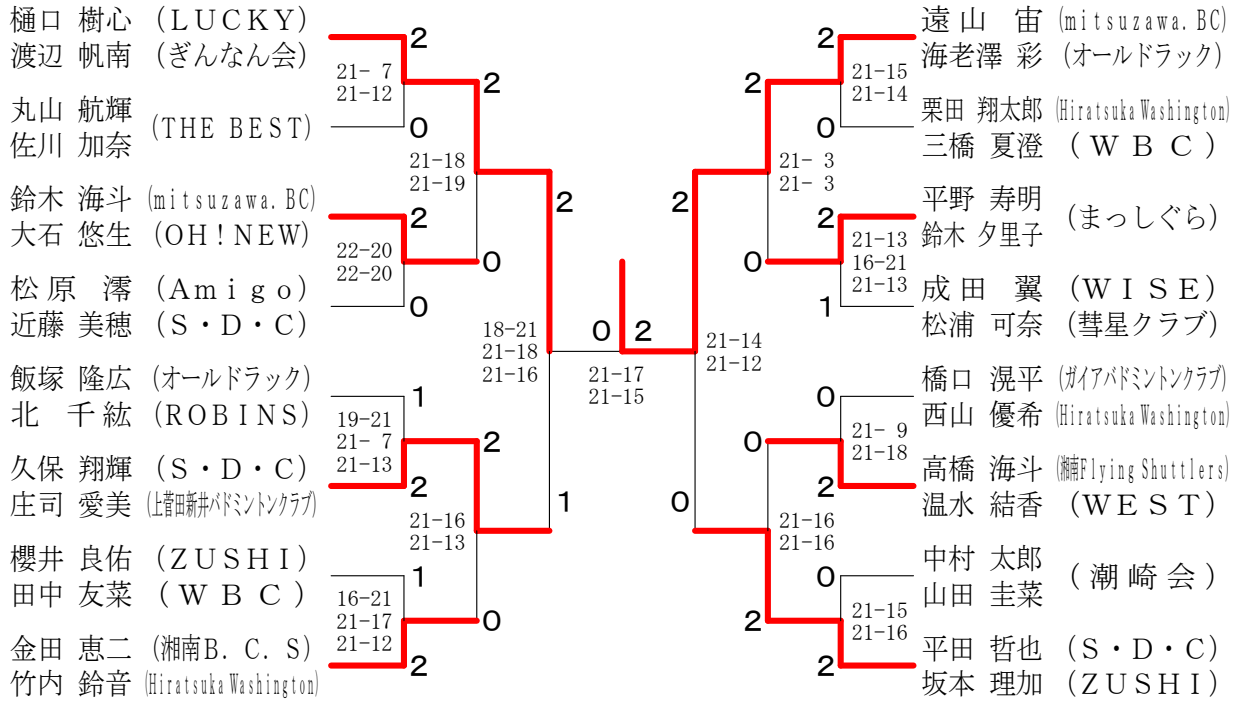 樋口 樹心 (LUCKY)
渡辺 帆南 (ぎんなん会)
2
21- 7
21-12
2
丸山 航輝
佐川 加奈
(THE BEST)
0
21-18
21-19
2
鈴木 海斗 (mitsuzawa. BC)
大石 悠生 (OH!NEW)
2
22-20
22-20
0
松原 澪 (Amigo)
近藤 美穂 (S・D・C)
0
18-21
21-18
21-16
0 2
21-17
21-15
飯塚 隆広 (オールドラック)
北 千紘 (ROBINS)
1
19-21
21- 7
21-13
2
久保 翔輝 (S・D・C)
庄司 愛美 (上菅田新井バドミントンクラブ)
2
21-16
21-13
1
櫻井 良佑 (ZUSHI)
田中 友菜 (WBC)
1
16-21
21-17
21-12
0
金田 恵二 (湘南B. C. S)
竹内 鈴音 (Hiratsuka Washington)
2
遠山 宙 (mitsuzawa. BC)
海老澤 彩 (オールドラック)
2
21-15
21-14
2
栗田 翔太郎 (Hiratsuka Washington)
三橋 夏澄 (WBC)
0
21- 3
21- 3
2
平野 寿明
鈴木 夕里子
(まっしぐら)
2
21-13
16-21
21-13
0
成田 翼 (WISE)
松浦 可奈 (彗星クラブ)
1
21-14
21-12
橋口 滉平 (ガイアバドミントンクラブ)
西山 優希 (Hiratsuka Washington)
0
21- 9
21-18
0
高橋 海斗 (湘南Flying Shuttlers)
温水 結香 (WEST)
2
21-16
21-16
0
中村 太郎
山田 圭菜
(潮崎会)
0
21-15
21-16
2
平田 哲也 (S・D・C)
坂本 理加 (ZUSHI)
2